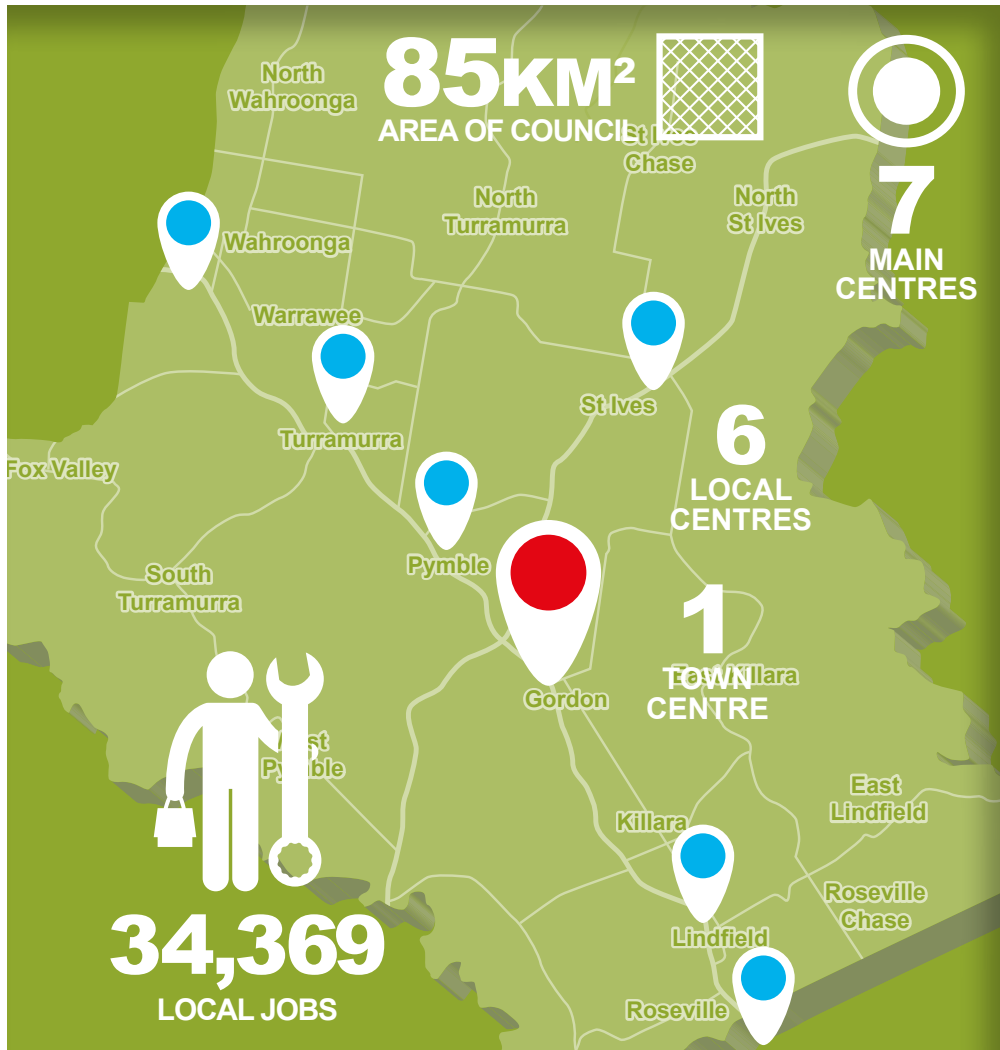 85KM²
AREA OF COUNCIL
North
Wahroonga
St Ives
Chase
North
Turramurra
North
St Ives
7
MAIN
CENTRES
Wahroonga
Warrawee
St Ives
Turramurra
6
LOCAL
CENTRES
Fox Valley
Pymble
South
Turramurra
1
TOWN
CENTRE
East Killara
Gordon
West
Pymble
East
Lindfield
Killara
Roseville
Chase
34,369
LOCAL JOBS
Lindfield
Roseville